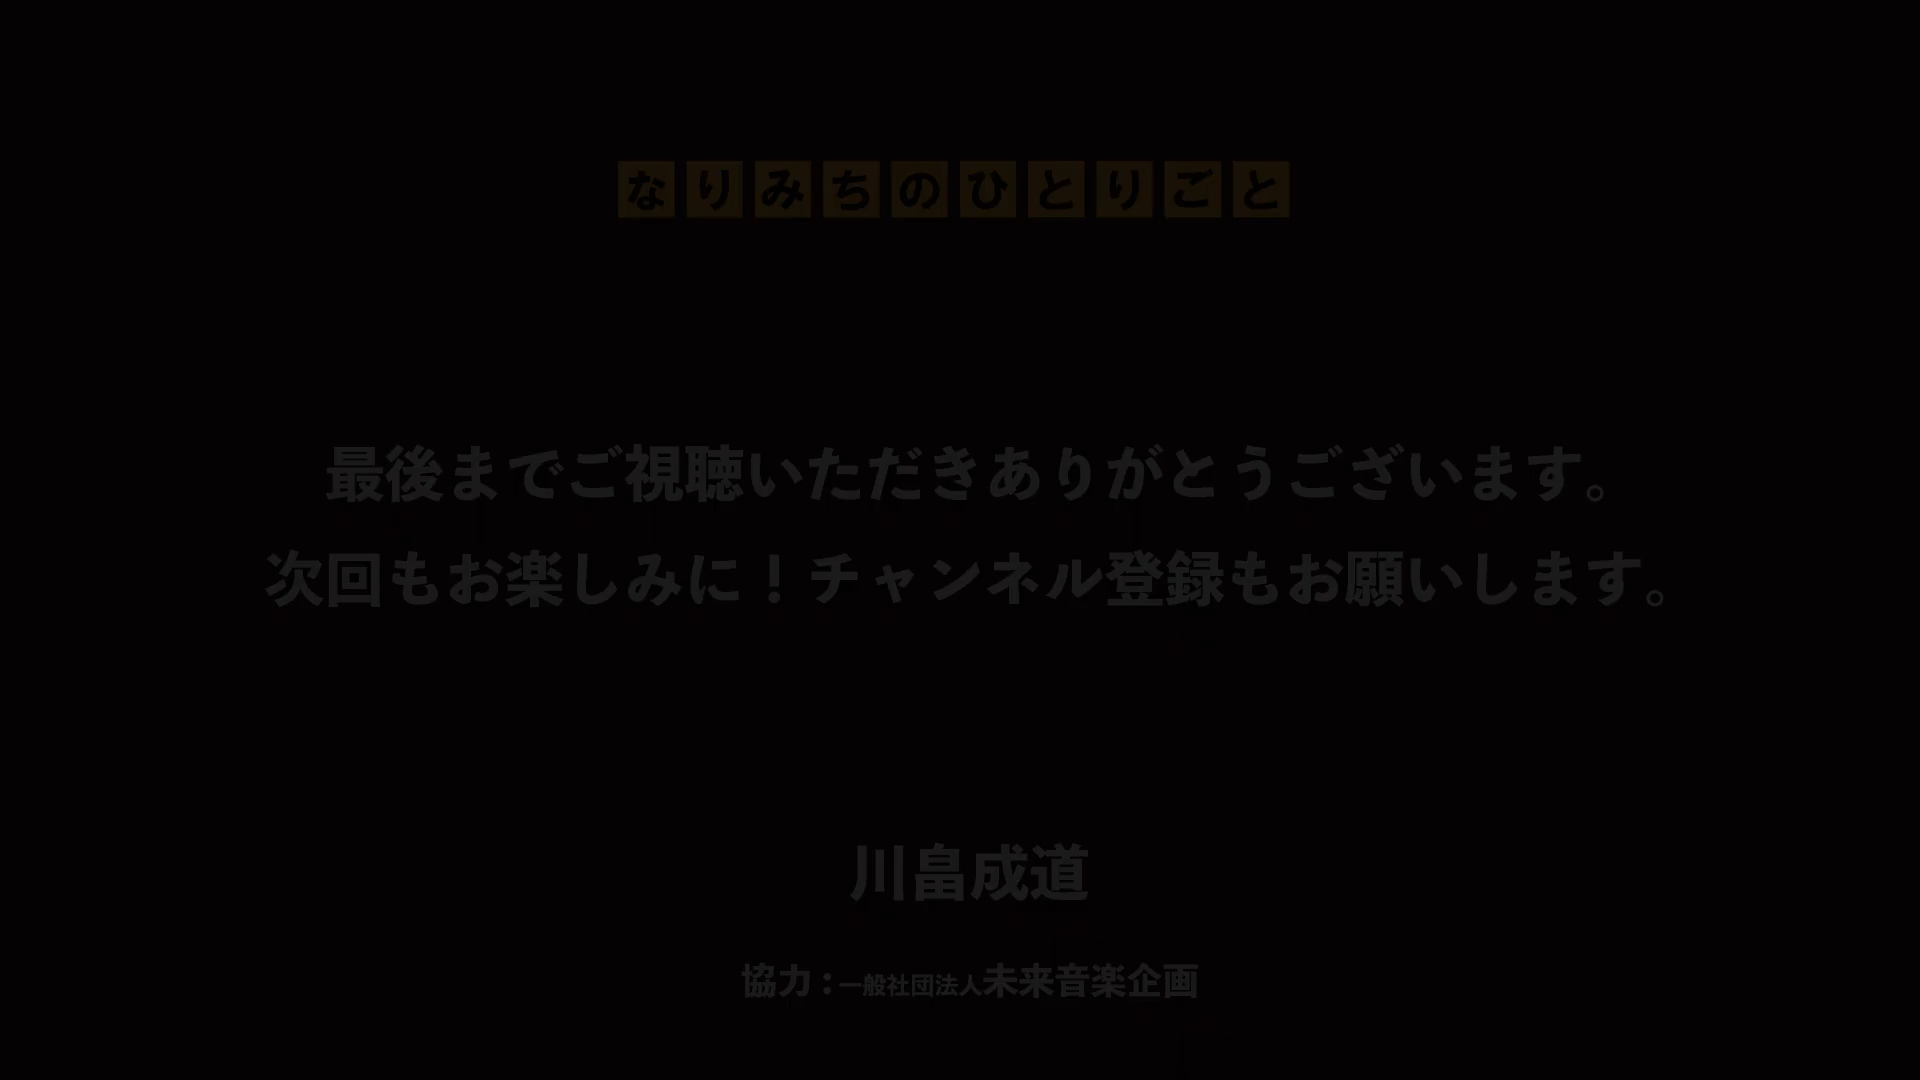 なりみちのひとりごと
最後までご視聴いただきありがとうございます。
次回もお楽しみに！チャンネル登録もお願いします。
川畠成道
協力：一般社団法人未来音楽企画